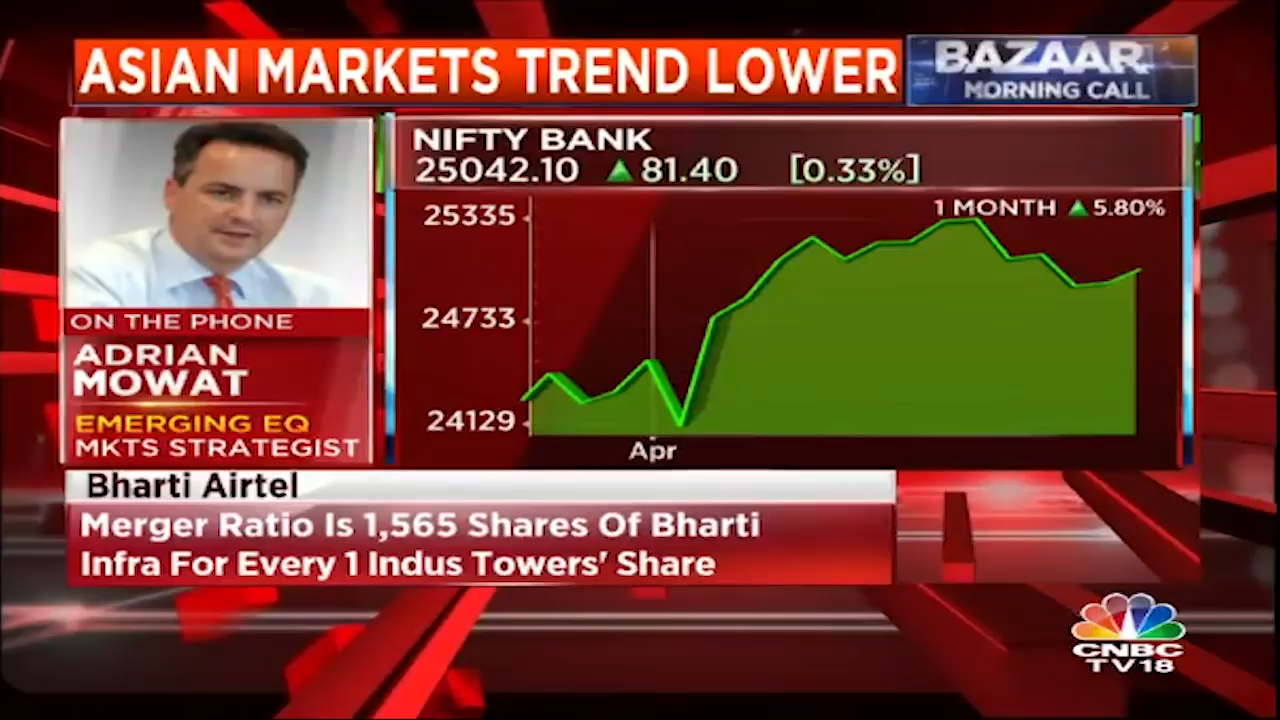 ASIAN MARKETS TREND LOWER
BAZAAR
MORNING CALL
NIFTY BANK
25042.10 ▲ 81.40 [0.33%]
1 MONTH ▲ 5.80%
25335
24733
24129
Apr
ON THE PHONE
ADRIAN
MOWAT
EMERGING EQ
MKTS STRATEGIST
Bharti Airtel
Merger Ratio Is 1,565 Shares Of Bharti
Infra For Every 1 Indus Towers' Share
CNBC
TV18